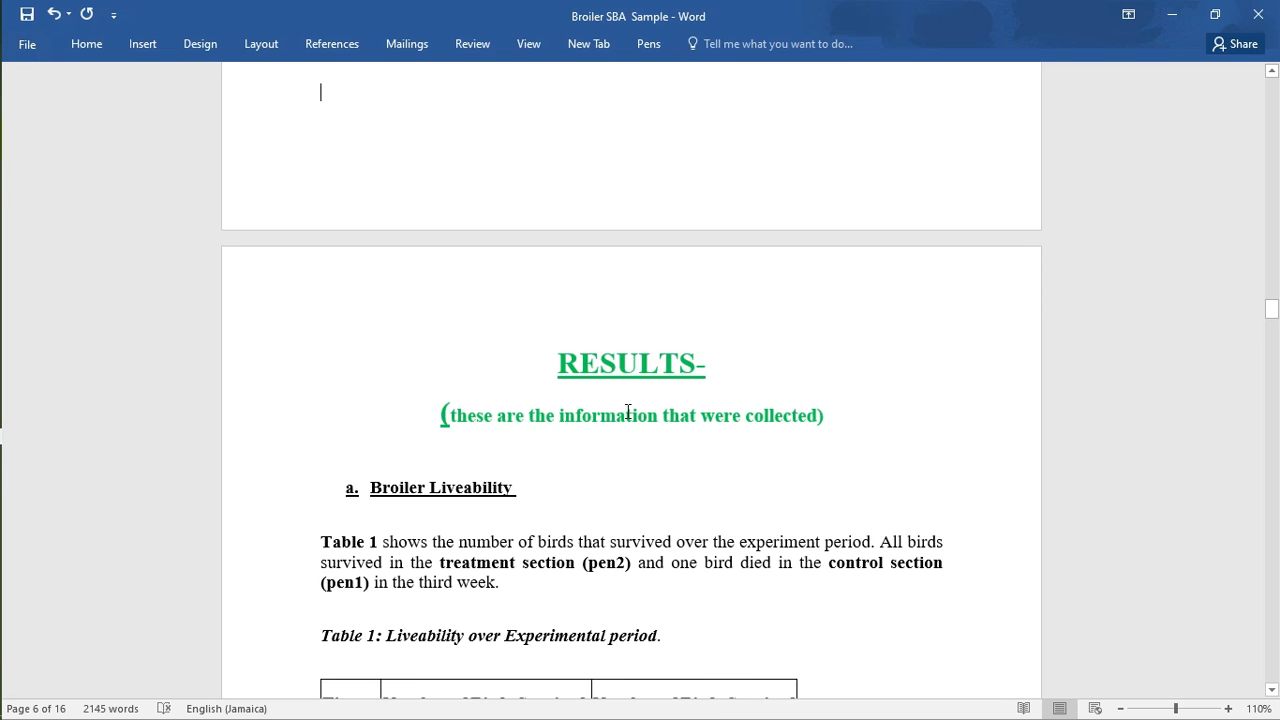 Broiler SBA Sample - Word
File Home Insert Design Layout References Mailings Review View New Tab Pens Tell me what you want to do... Share
RESULTS-
(these are the information that were collected)
a. Broiler Liveability
Table 1 shows the number of birds that survived over the experiment period. All birds
survived in the treatment section (pen2) and one bird died in the control section
(pen1) in the third week.
Table 1: Liveability over Experimental period.
Page 6 of 16 2145 words English (Jamaica) 110%